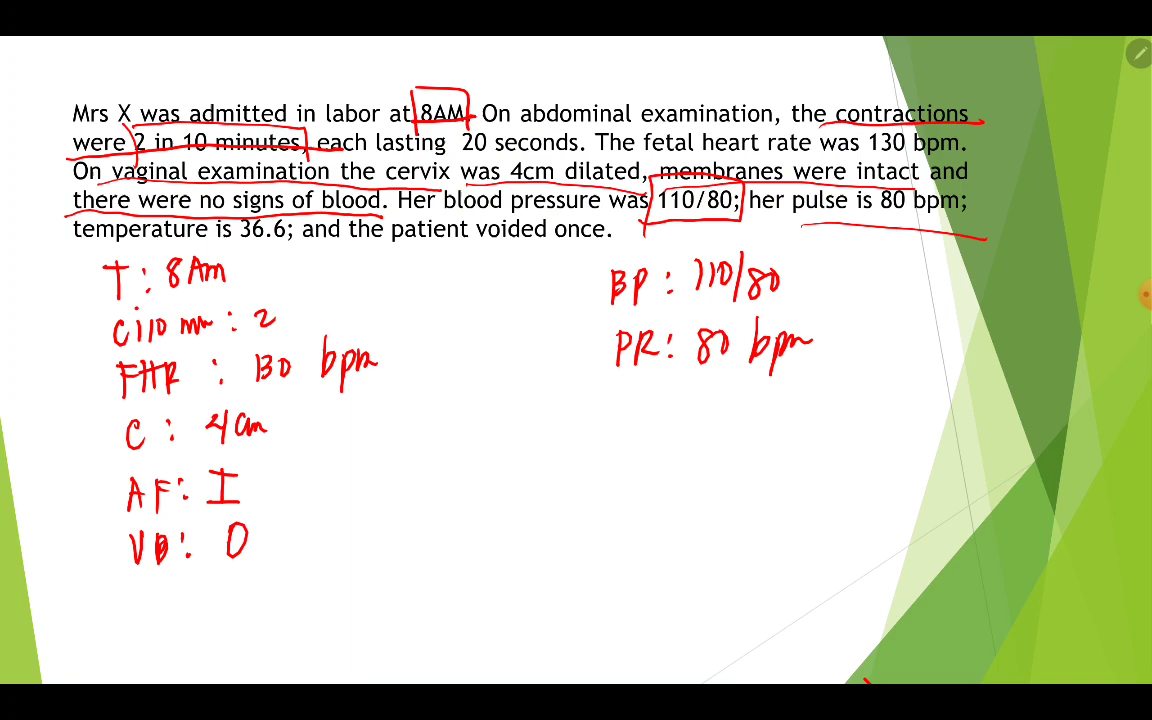 Mrs X was admitted in labor at 8AM. On abdominal examination, the contractions
were 2 in 10 minutes, each lasting 20 seconds. The fetal heart rate was 130 bpm.
On vaginal examination the cervix was 4cm dilated, membranes were intact and
there were no signs of blood. Her blood pressure was 110/80; her pulse is 80 bpm;
temperature is 36.6; and the patient voided once.
T: 8Am
BP: 110/80
: 2
PR: 80 bpm
FHR: 130 bpm
C: 4cm
AF: I
VB: 0